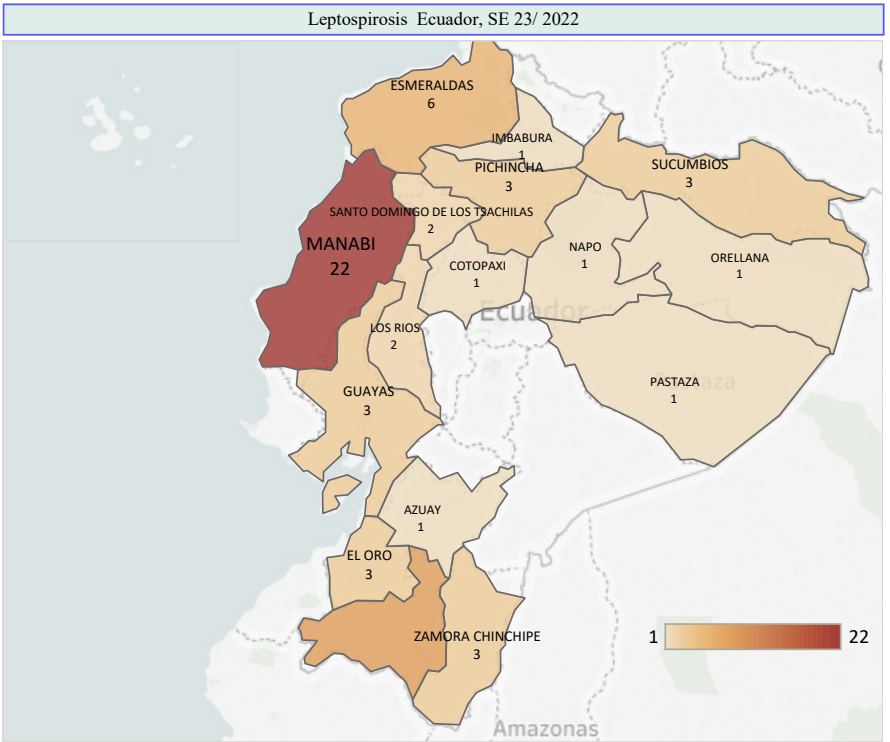 Leptospirosis Ecuador, SE 23/ 2022
ESMERALDAS
6
IMBABURA
1
PICHINCHA
3
SUCUMBIOS
3
SANTO DOMINGO DE LOS TSACHILAS
2
MANABI
22
NAPO
1
ORELLANA
1
COTOPAXI
1
Ecuador
LOS RIOS
2
PASTAZA
1
Pastaza
GUAYAS
3
AZUAY
1
EL ORO
3
ZAMORA CHINCHIPE
3
1
22
Amazonas